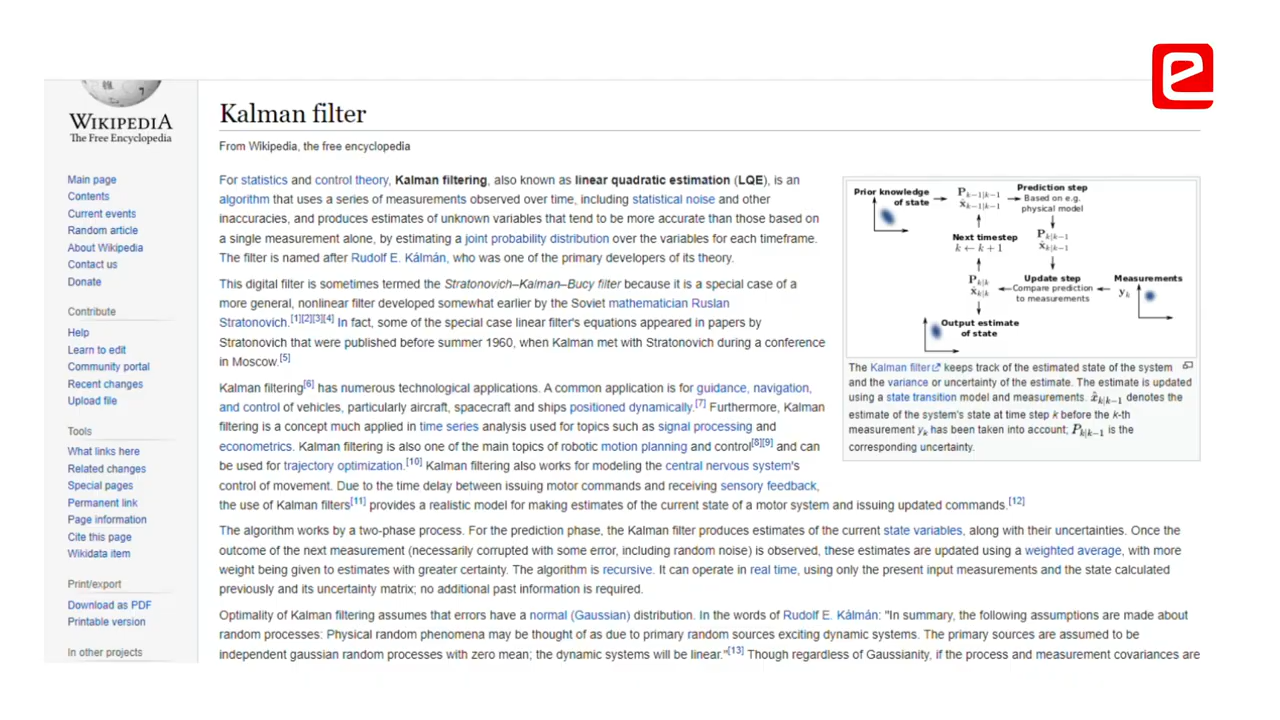 WIKIPEDIA
The Free Encyclopedia
Main page
Contents
Current events
Random article
About Wikipedia
Contact us
Donate
Contribute
Help
Learn to edit
Community portal
Recent changes
Upload file
Tools
What links here
Related changes
Special pages
Permanent link
Page information
Cite this page
Wikidata item
Print/export
Download as PDF
Printable version
In other projects
Kalman filter
From Wikipedia, the free encyclopedia
For statistics and control theory, Kalman filtering, also known as linear quadratic estimation (LQE), is an
algorithm that uses a series of measurements observed over time, including statistical noise and other
inaccuracies, and produces estimates of unknown variables that tend to be more accurate than those based on
a single measurement alone, by estimating a joint probability distribution over the variables for each timeframe.
The filter is named after Rudolf E. Kálmán, who was one of the primary developers of its theory.
This digital filter is sometimes termed the Stratonovich–Kalman–Bucy filter because it is a special case of a
more general, nonlinear filter developed somewhat earlier by the Soviet mathematician Ruslan
Stratonovich.[1][2][3][4] In fact, some of the special case linear filter's equations appeared in papers by
Stratonovich that were published before summer 1960, when Kalman met with Stratonovich during a conference
in Moscow.[5]
Kalman filtering[6] has numerous technological applications. A common application is for guidance, navigation,
and control of vehicles, particularly aircraft, spacecraft and ships positioned dynamically.[7] Furthermore, Kalman
filtering is a concept much applied in time series analysis used for topics such as signal processing and
econometrics. Kalman filtering is also one of the main topics of robotic motion planning and control[8][9] and can
be used for trajectory optimization.[10] Kalman filtering also works for modeling the central nervous system's
control of movement. Due to the time delay between issuing motor commands and receiving sensory feedback,
the use of Kalman filters[11] provides a realistic model for making estimates of the current state of a motor system and issuing updated commands.[12]
The algorithm works by a two-phase process. For the prediction phase, the Kalman filter produces estimates of the current state variables, along with their uncertainties. Once the
outcome of the next measurement (necessarily corrupted with some error, including random noise) is observed, these estimates are updated using a weighted average, with more
weight being given to estimates with greater certainty. The algorithm is recursive. It can operate in real time, using only the present input measurements and the state calculated
previously and its uncertainty matrix; no additional past information is required.
Optimality of Kalman filtering assumes that errors have a normal (Gaussian) distribution. In the words of Rudolf E. Kálmán: "In summary, the following assumptions are made about
random processes: Physical random phenomena may be thought of as due to primary random sources exciting dynamic systems. The primary sources are assumed to be
independent gaussian random processes with zero mean; the dynamic systems will be linear."[13] Though regardless of Gaussianity, if the process and measurement covariances are
Prior knowledge
of state
P k−1|k−1
x̂ k−1|k−1
Prediction step
Based on e.g.
physical model
Next timestep
k ← k + 1
P k|k−1
x̂ k|k−1
P k|k
x̂ k|k
Update step
Compare prediction
to measurements
Measurements
y k
Output estimate
of state
The Kalman filter keeps track of the estimated state of the system
and the variance or uncertainty of the estimate. The estimate is updated
using a state transition model and measurements. x̂ k|k−1 denotes the
estimate of the system's state at time step k before the k-th
measurement y k has been taken into account; P k|k−1 is the
corresponding uncertainty.
e